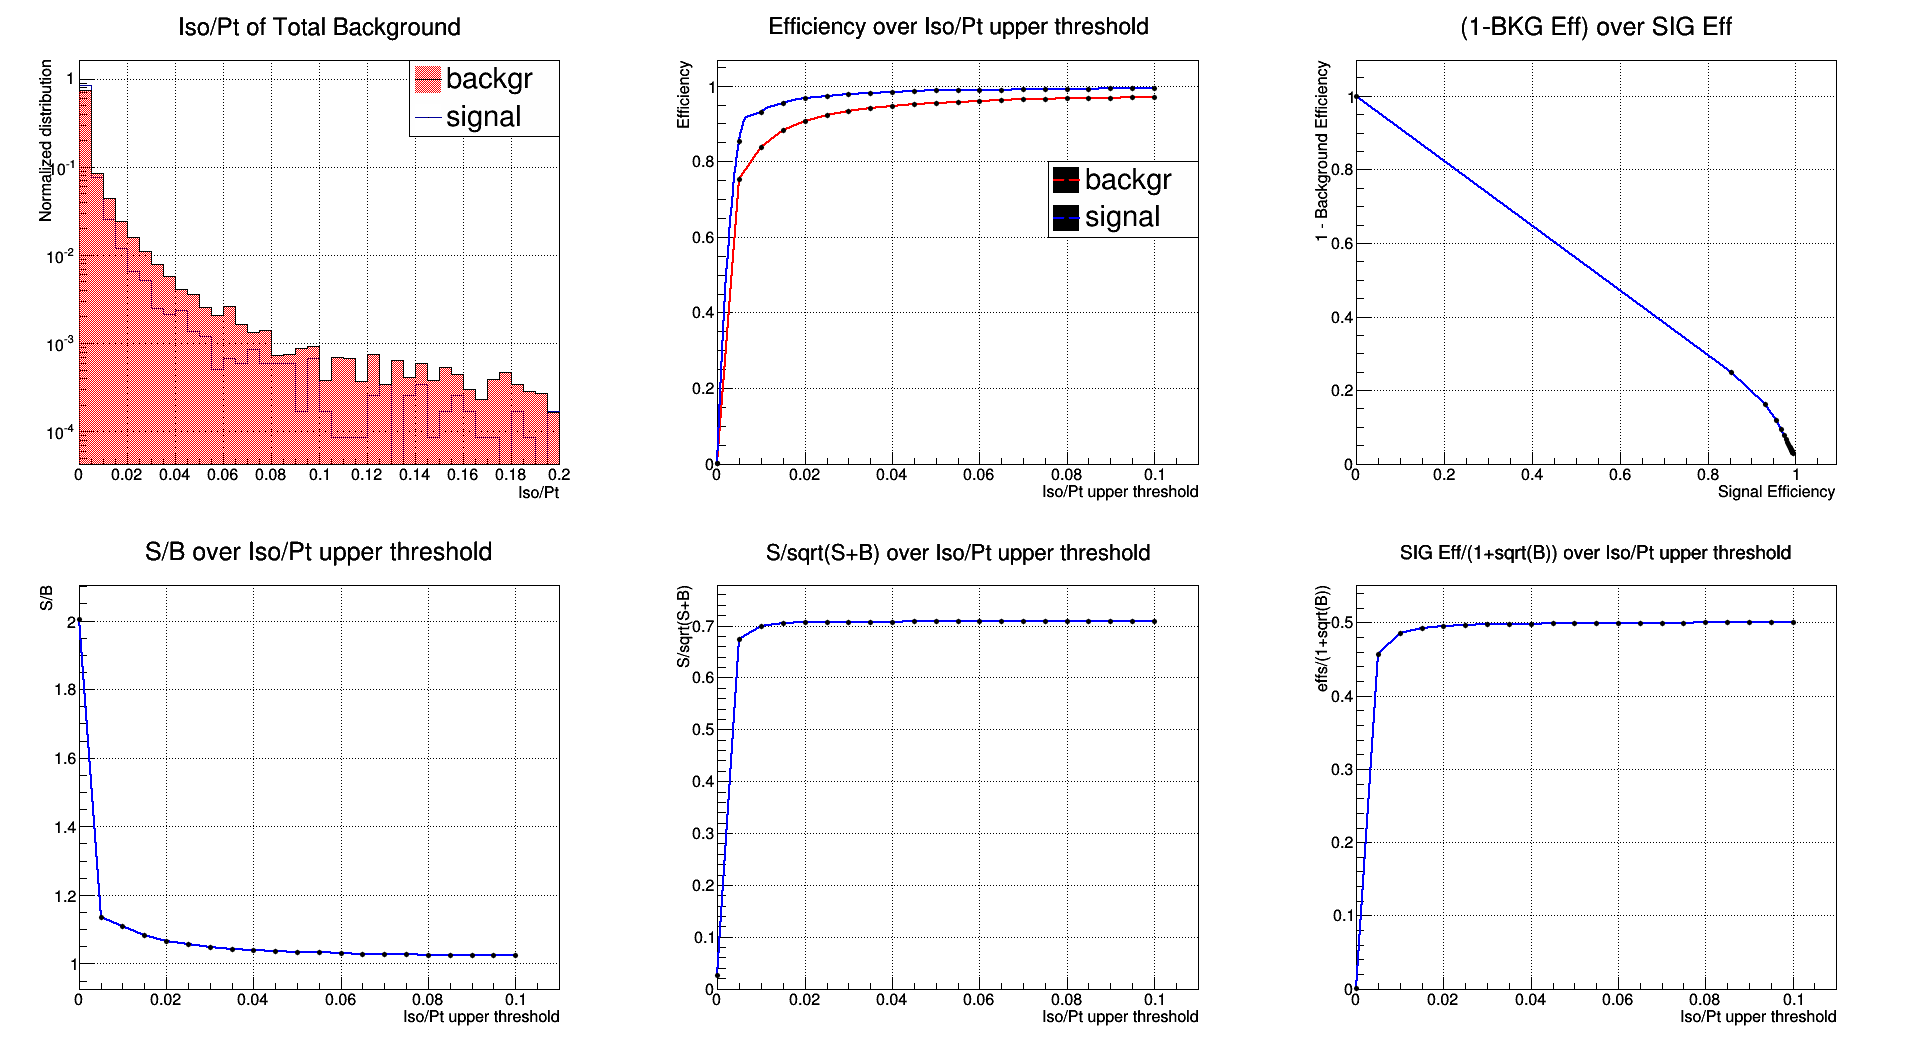 Iso/Pt of Total Background
Normalized distribution
1
10-1
10-2
10-3
10-4
backgr
signal
0 0.02 0.04 0.06 0.08 0.1 0.12 0.14 0.16 0.18 0.2
Iso/Pt
Efficiency over Iso/Pt upper threshold
Efficiency
1
0.8
0.6
0.4
0.2
0
backgr
signal
0 0.02 0.04 0.06 0.08 0.1
Iso/Pt upper threshold
(1-BKG Eff) over SIG Eff
1 - Background Efficiency
1
0.8
0.6
0.4
0.2
0
0 0.2 0.4 0.6 0.8 1
Signal Efficiency
S/B over Iso/Pt upper threshold
S/B
2
1.8
1.6
1.4
1.2
1
0 0.02 0.04 0.06 0.08 0.1
Iso/Pt upper threshold
S/sqrt(S+B) over Iso/Pt upper threshold
S/sqrt(S+B)
0.7
0.6
0.5
0.4
0.3
0.2
0.1
0
0 0.02 0.04 0.06 0.08 0.1
Iso/Pt upper threshold
SIG Eff/(1+sqrt(B)) over Iso/Pt upper threshold
effs/(1+sqrt(B))
0.5
0.4
0.3
0.2
0.1
0
0 0.02 0.04 0.06 0.08 0.1
Iso/Pt upper threshold